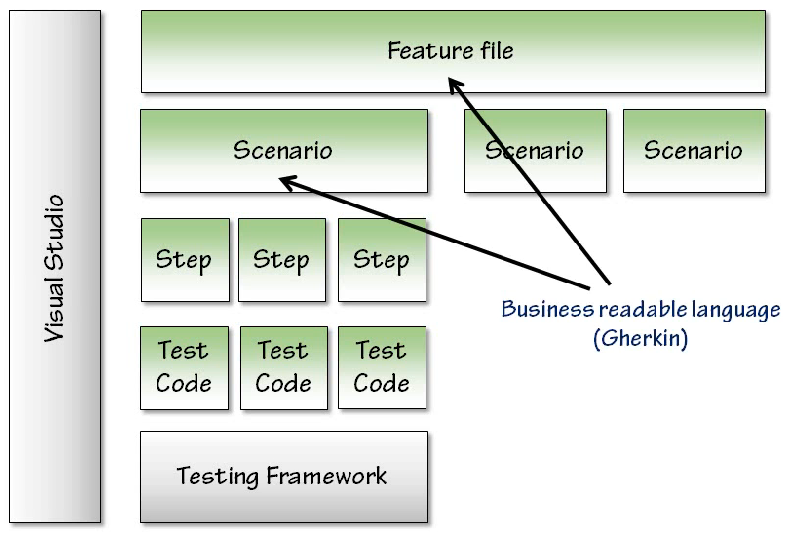 Visual Studio
Feature file
Scenario
Scenario
Scenario
Step
Step
Step
Business readable language
(Gherkin)
Test
Code
Test
Code
Test
Code
Testing Framework